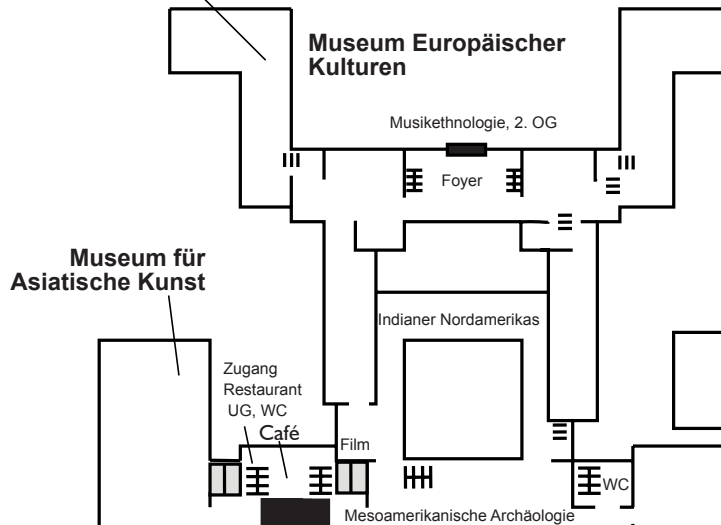 Museum Europäischer
Kulturen
Musikethnologie, 2. OG
Foyer
Museum für
Asiatische Kunst
Indianer Nordamerikas
Zugang
Restaurant
UG, WC
Café
Film
WC
Mesoamerikanische Archäologie